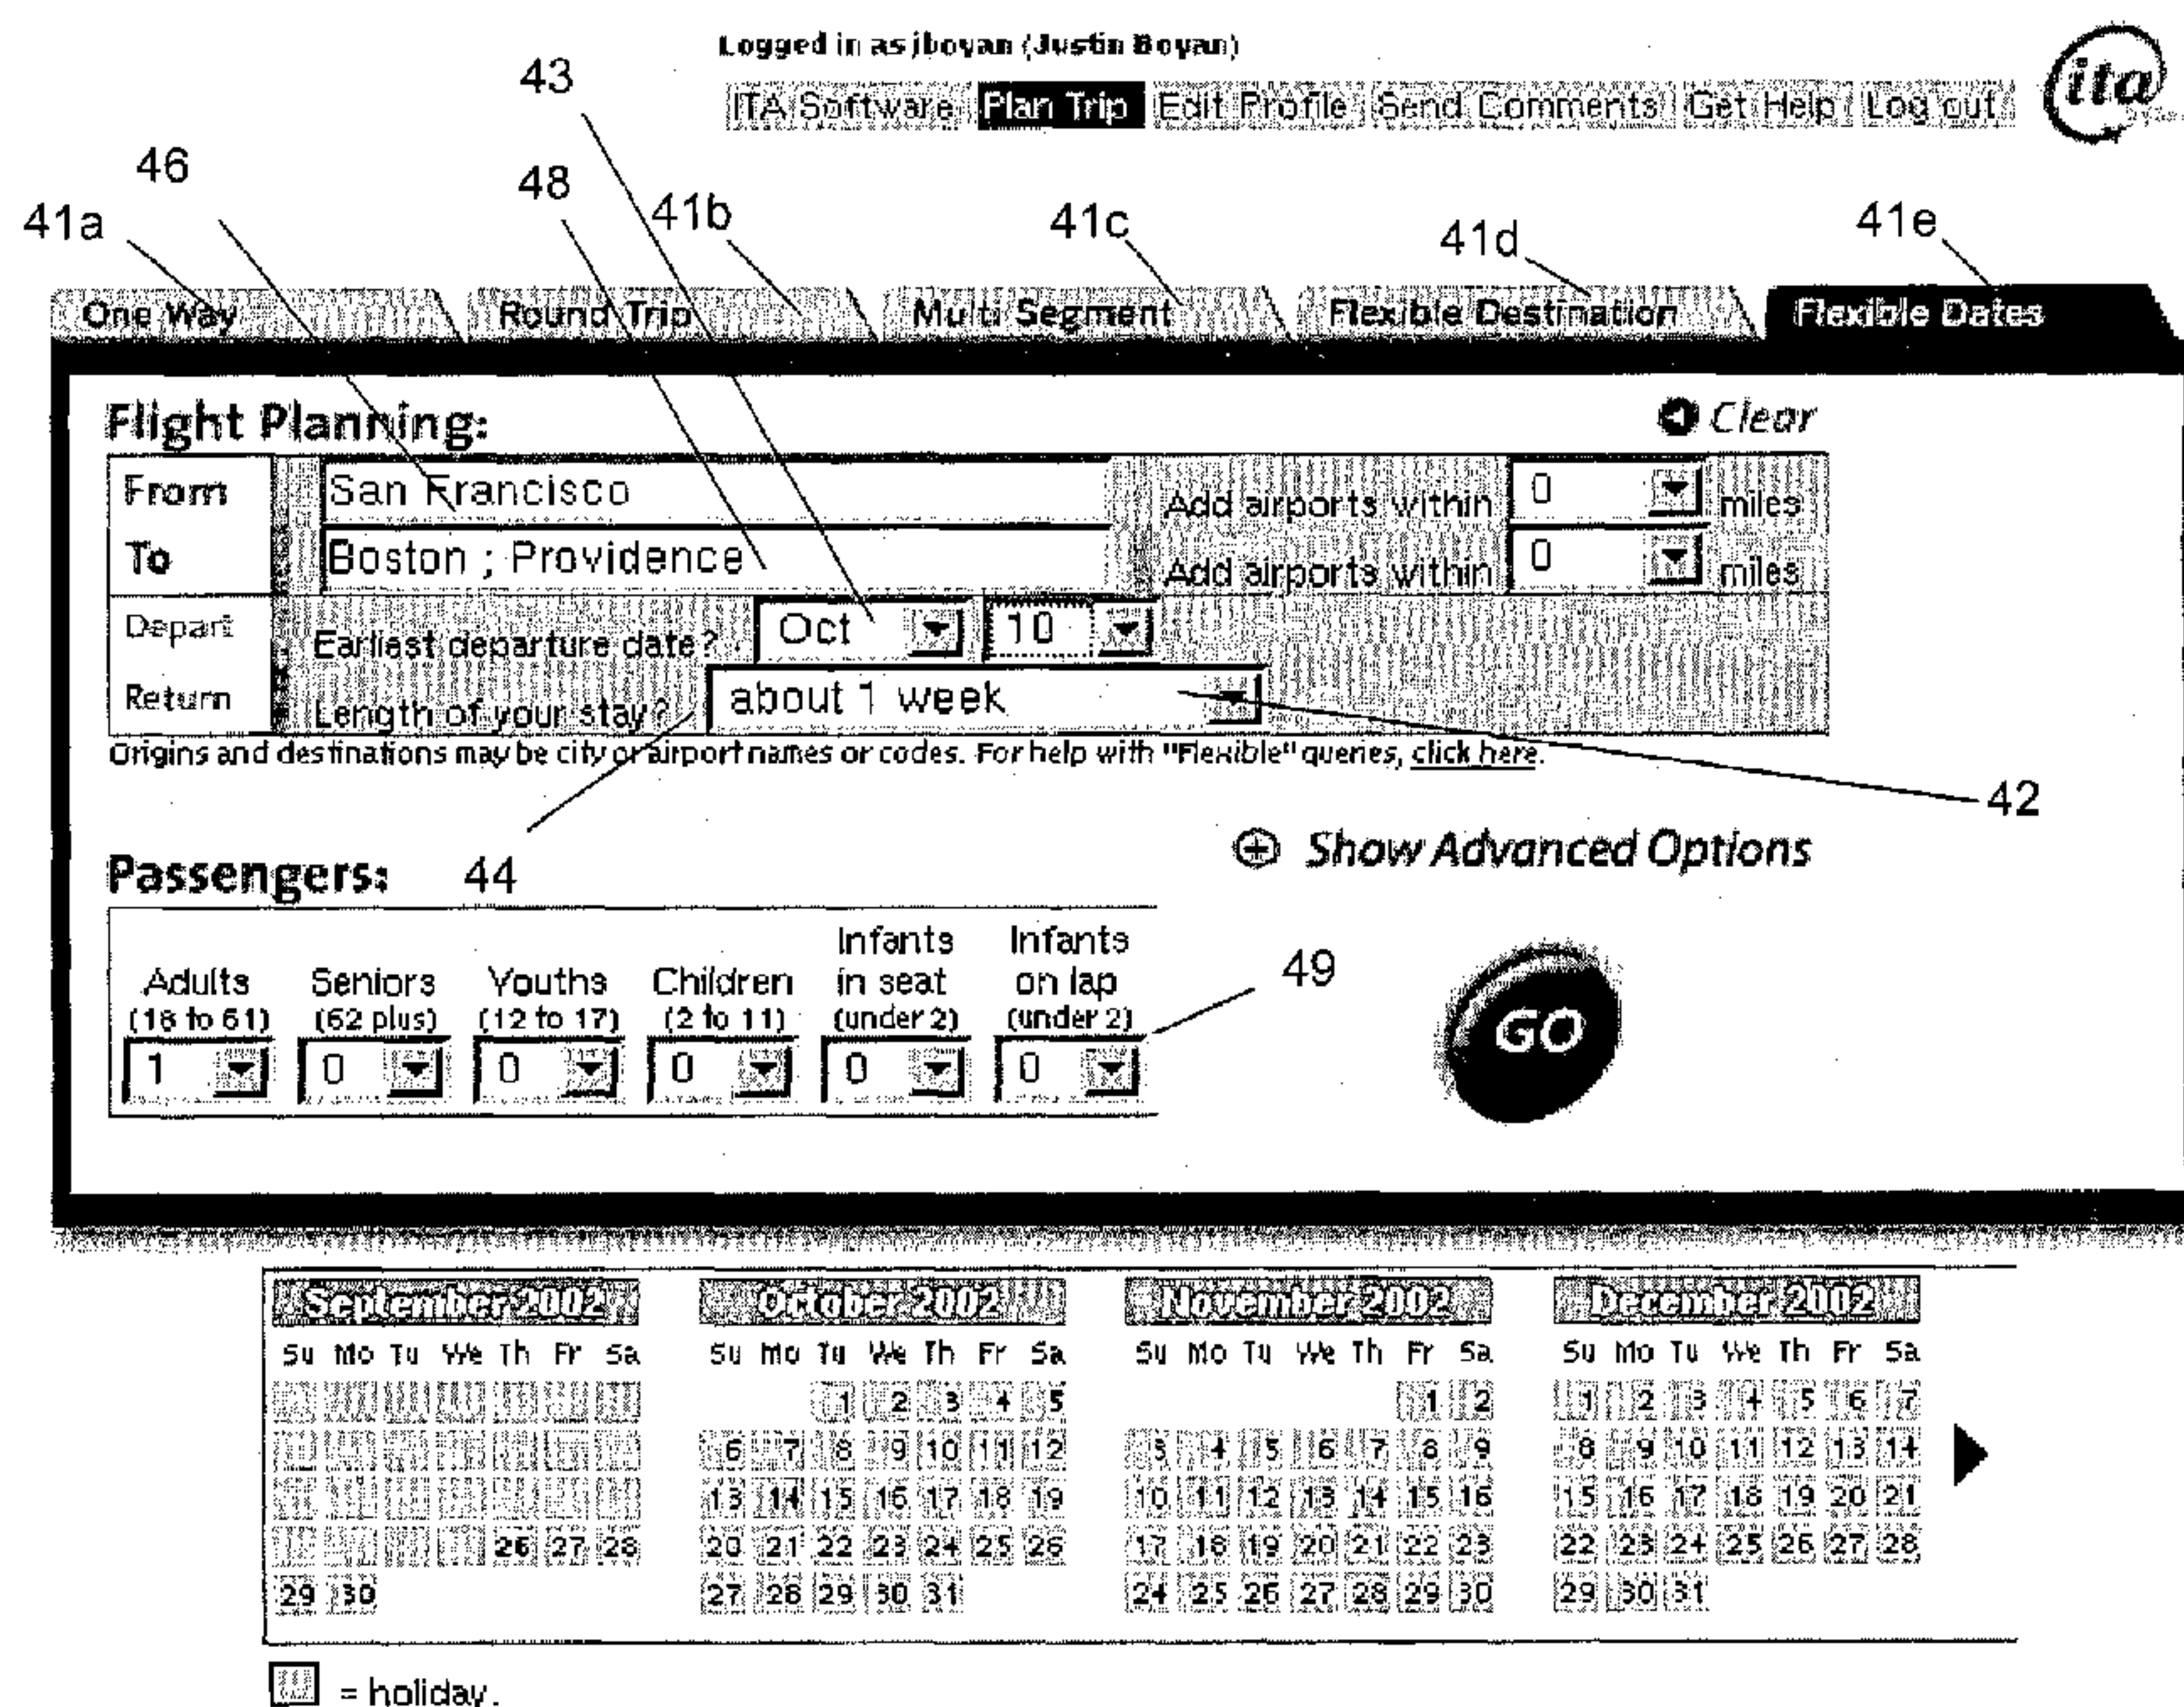 Logged in as jboyan (Justin Boyan)
43
ITA Software Plan Trip Edit Profile Send Comments Get Help Log out
ita
46
48
41a
41b
41c
41d
41e
One Way Round Trip Multi Segment Flexible Destination Flexible Dates
Flight Planning: Clear
From San Francisco Add airports within 0 miles
To Boston ; Providence Add airports within 0 miles
Depart Earliest departure date? Oct 10
Return Length of your stay? about 1 week
Origins and destinations may be city or airport names or codes. For help with "Flexible" queries, click here.
42
Show Advanced Options
Passengers: 44
Infants Infants
Adults Seniors Youths Children in seat on lap 49
(18 to 61) (62 plus) (12 to 17) (2 to 11) (under 2) (under 2)
1 0 0 0 0 0
GO
September 2002 October 2002 November 2002 December 2002
Su Mo Tu We Th Fr Sa Su Mo Tu We Th Fr Sa Su Mo Tu We Th Fr Sa Su Mo Tu We Th Fr Sa
1 2 3 4 5 1 2 1 2 3 4 5 6 7
6 7 8 9 10 11 12 3 4 5 6 7 8 9 8 9 10 11 12 13 14
13 14 15 16 17 18 19 10 11 12 13 14 15 16 15 16 17 18 19 20 21
26 27 28 20 21 22 23 24 25 26 17 18 19 20 21 22 23 22 23 24 25 26 27 28
29 30 27 28 29 30 31 24 25 26 27 28 29 30 29 30 31
= holiday.